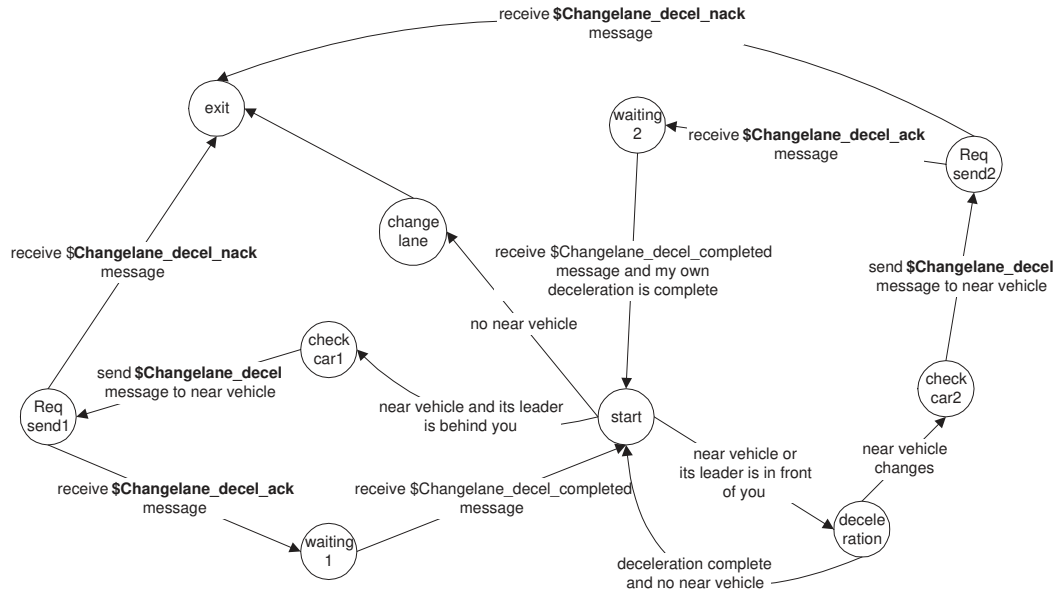 receive $Changelane_decel_nack
message
exit
waiting
2
receive $Changelane_decel_ack
message
Req
send2
change
lane
receive $Changelane_decel_nack
message
receive $Changelane_decel_completed
message and my own
deceleration is complete
send $Changelane_decel
message to near vehicle
no near vehicle
check
car1
send $Changelane_decel
message to near vehicle
check
car2
Req
send1
near vehicle and its leader
is behind you
start
near vehicle or
its leader is in front
of you
near vehicle
changes
receive $Changelane_decel_ack
message
receive $Changelane_decel_completed
message
decele
ration
waiting
1
deceleration complete
and no near vehicle